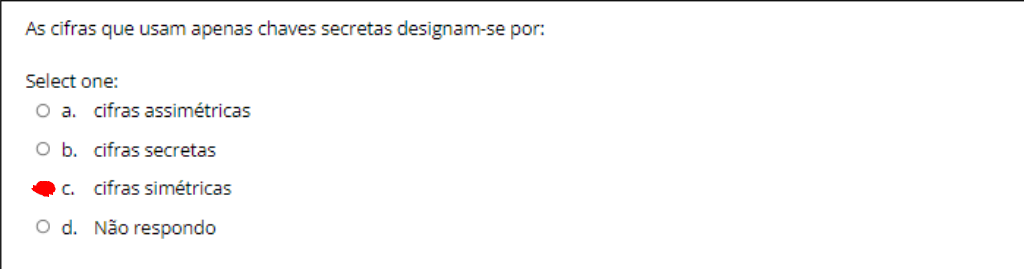 As cifras que usam apenas chaves secretas designam-se por:
Select one:
a. cifras assimétricas
b. cifras secretas
c. cifras simétricas
d. Não respondo